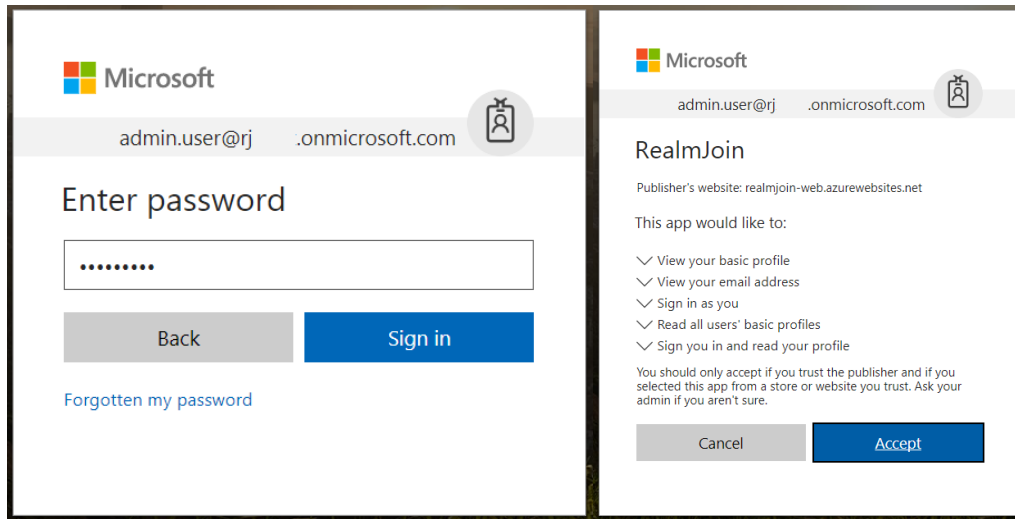 Microsoft
admin.user@rj .onmicrosoft.com
Enter password
•••••••••
Back
Sign in
Forgotten my password
Microsoft
admin.user@rj .onmicrosoft.com
RealmJoin
Publisher's website: realmjoin-web.azurewebsites.net
This app would like to:
View your basic profile
View your email address
Sign in as you
Read all users' basic profiles
Sign you in and read your profile
You should only accept if you trust the publisher and if you
selected this app from a store or website you trust. Ask your
admin if you aren't sure.
Cancel
Accept